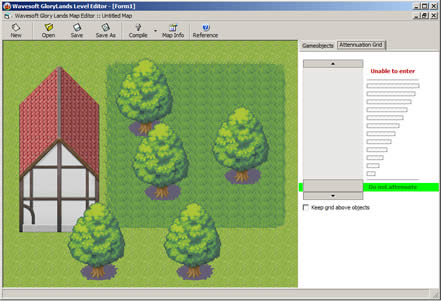 Wavesoft GloryLands Level Editor - [Form1]
Wavesoft Glory Lands Map Editor :: Untitled Map
New Open Save Save As Compile Map Info Reference
Gameobjects Attennuation Grid
Unable to enter
Do not attenuate
Keep grid above objects